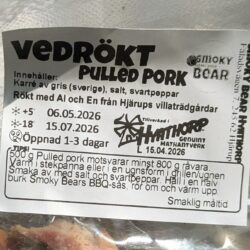 VEDRÖKT
PULLED PORK
SMOKY
BEAR
Innehåller:
Karré av gris (sverige), salt, svartpeppar
Rökt med Al och En från Hjärups villaträdgårdar
+5° 06.05.2026
-18° 15.07.2026
Öppnad 1-3 dagar
Tillverkad i
HVATHORP
GENUINT
MATHANTVERK
L 15.04.2026
500 g Pulled pork motsvarar minst 800 g råvara.
Värm i stekpanna eller i en ugnsform / grillen/ugnen
Smaka av med salt och svartpeppar. Häll i en halv
burk Smoky Bears BBQ-sås, rör om och värm upp
Smaklig måltid